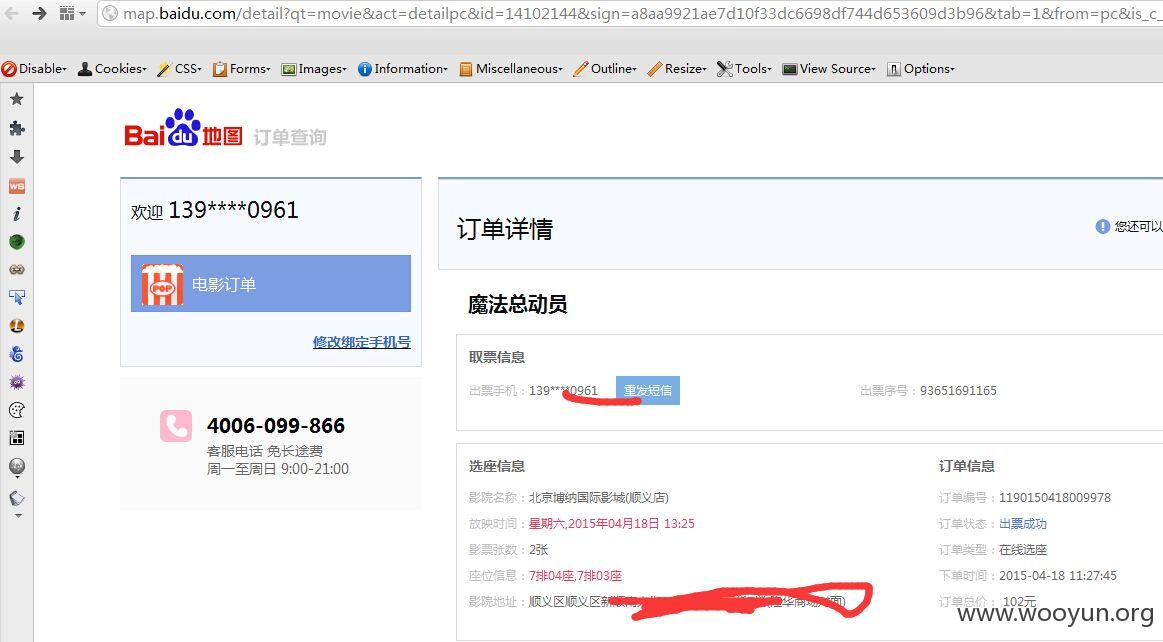 map.baidu.com/detail?qt=movie&act=detailpc&id=14102144&sign=a8aa9921ae7d10f33dc6698df744d653609d3b96&tab=1&from=pc&is_c_
Disable Cookies CSS Forms Images Information Miscellaneous Outline Resize Tools View Source Options
Baidu地图 订单查询
欢迎 139****0961
电影订单
修改绑定手机号
4006-099-866
客服电话 免长途费
周一至周日 9:00-21:00
订单详情
您还可以
魔法总动员
取票信息
出票手机：139****0961 重发短信 出票序号：93651691165
选座信息
影院名称：北京博纳国际影城(顺义店)
放映时间：星期六,2015年04月18日 13:25
影票张数：2张
座位信息：7排04座,7排03座
影院地址：顺义区顺义区新顺南
订单信息
订单编号：1190150418009978
订单状态：出票成功
订单类型：在线选座
下单时间：2015-04-18 11:27:45
订单总价： 102元
www.wooyun.org